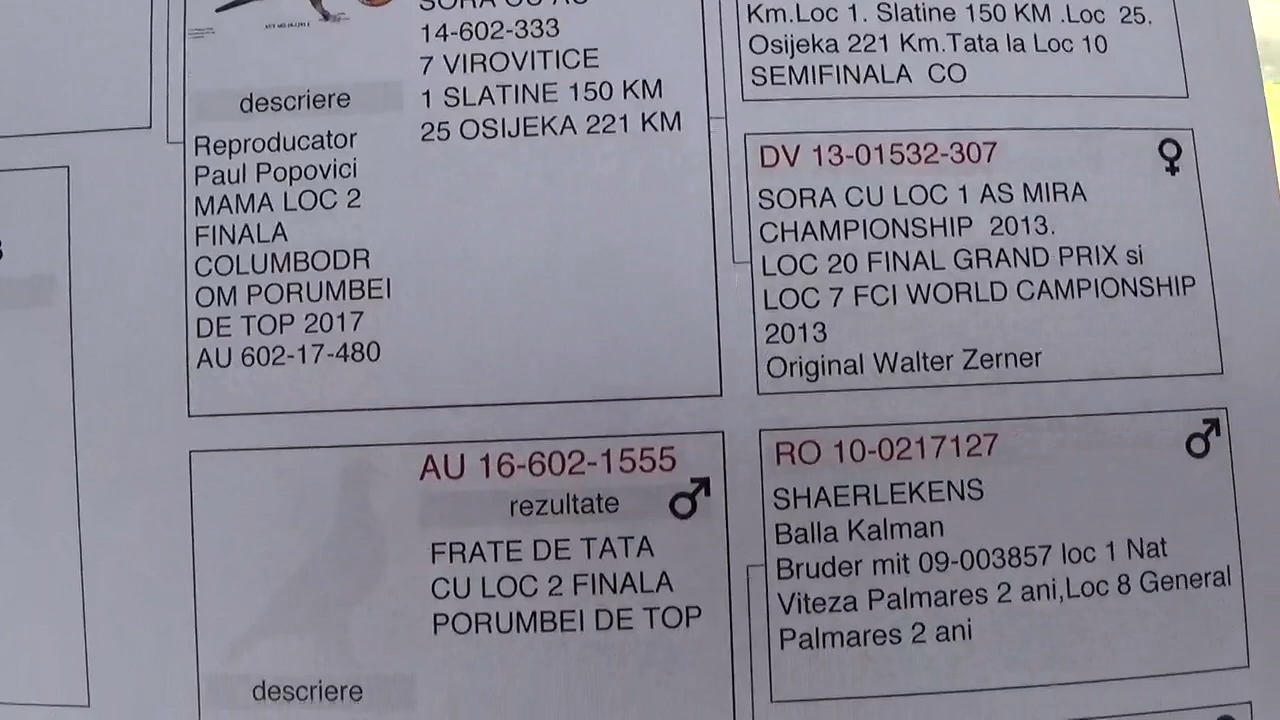 14-602-333
7 VIROVITICE
1 SLATINE 150 KM
25 OSIJEKA 221 KM
descriere
Reproducator
Paul Popovici
MAMA LOC 2
FINALA
COLUMBODR
OM PORUMBEI
DE TOP 2017
AU 602-17-480
Km.Loc 1. Slatine 150 KM .Loc 25.
Osijeka 221 Km.Tata la Loc 10
SEMIFINALA CO
DV 13-01532-307
SORA CU LOC 1 AS MIRA
CHAMPIONSHIP 2013.
LOC 20 FINAL GRAND PRIX si
LOC 7 FCI WORLD CAMPIONSHIP
2013
Original Walter Zerner
AU 16-602-1555
rezultate
FRATE DE TATA
CU LOC 2 FINALA
PORUMBEI DE TOP
descriere
RO 10-0217127
SHAERLEKENS
Balla Kalman
Bruder mit 09-003857 loc 1 Nat
Viteza Palmares 2 ani,Loc 8 General
Palmares 2 ani